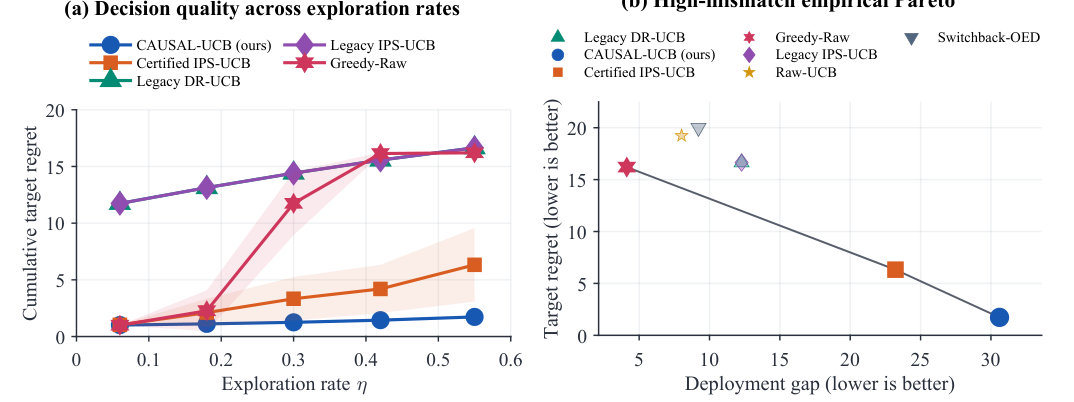 (a) Decision quality across exploration rates
CAUSAL-UCB (ours)
Certified IPS-UCB
Legacy DR-UCB
Legacy IPS-UCB
Greedy-Raw
Cumulative target regret
20
15
10
5
0
0
0.1
0.2
0.3
0.4
0.5
0.6
Exploration rate η
(b) High-mismatch empirical Pareto
Legacy DR-UCB
CAUSAL-UCB (ours)
Certified IPS-UCB
Greedy-Raw
Legacy IPS-UCB
Raw-UCB
Switchback-OED
Target regret (lower is better)
20
15
10
5
0
5
10
15
20
25
30
Deployment gap (lower is better)